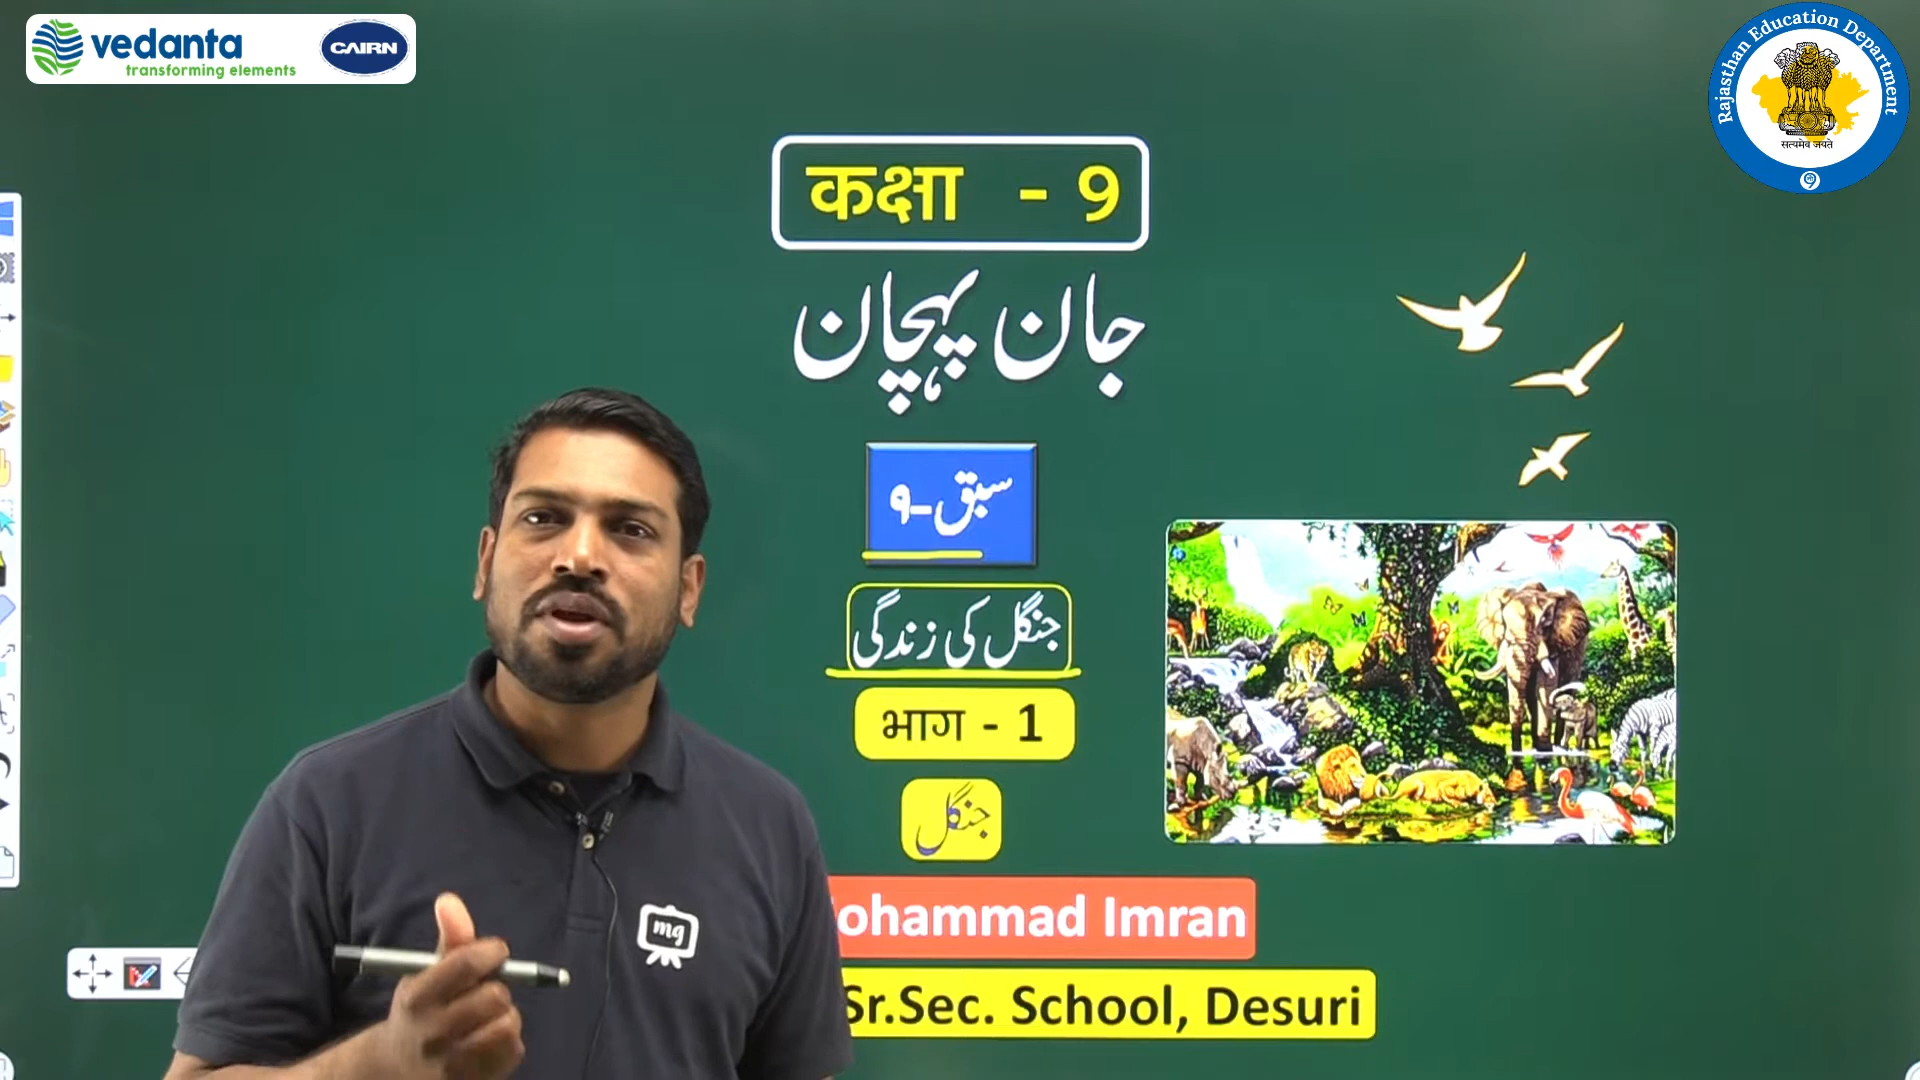 vedanta
transforming elements
CAIRN
Rajasthan Education Department
सत्यमेव जयते
कक्षा - 9
جان پہچان
سبق-۹
جنگل کی زندگی
भाग - 1
جنگل
ohammad Imran
Sr.Sec. School, Desuri
mg